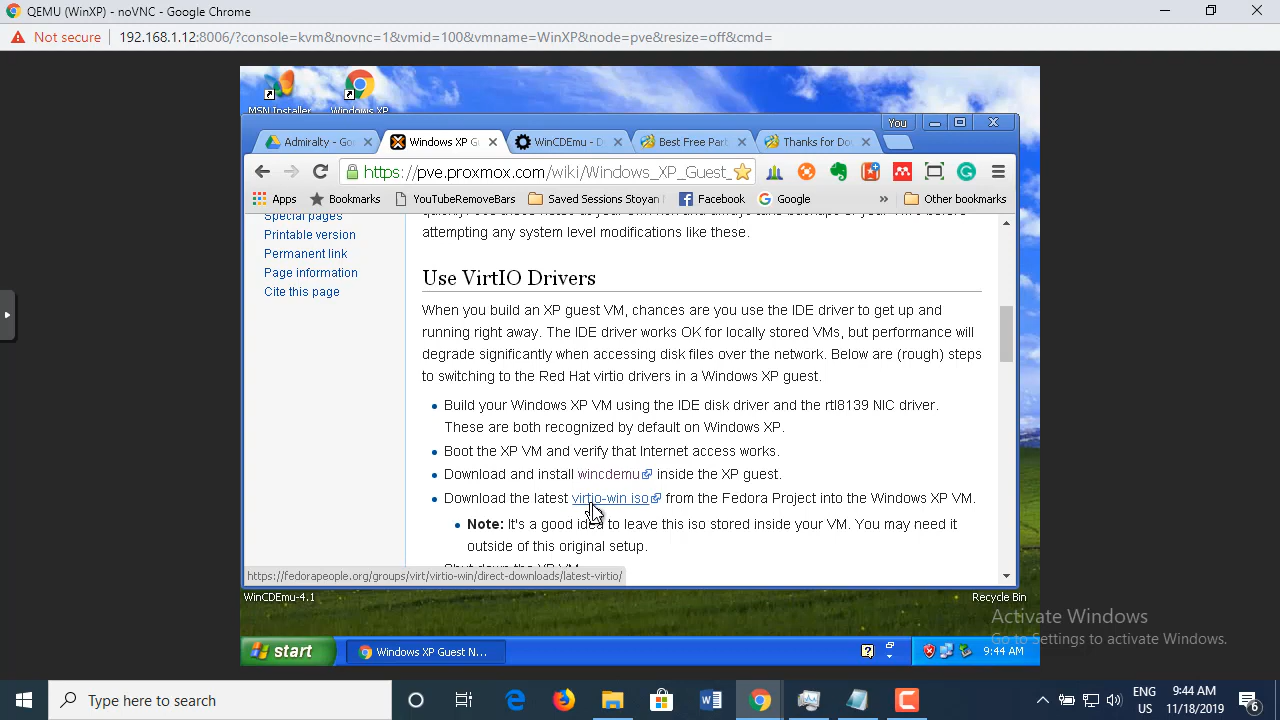 QEMU (WinXP) - noVNC - Google Chrome
Not secure 192.168.1.12:8006/?console=kvm&novnc=1&vmid=100&vmname=WinXP&node=pve&resize=off&cmd=
MSN Installer Windows XP
You
Admiralty - Go Windows XP G WinCDEmu - D Best Free Part Thanks for Do
https://pve.proxmox.com/wiki/Windows_XP_Guest_
Apps Bookmarks YouTubeRemoveBars Saved Sessions Stoyan Facebook Google » Other bookmarks
Special pages
Printable version
Permanent link
Page information
Cite this page
attempting any system level modifications like these.
Use VirtIO Drivers
When you build an XP guest VM, chances are you use the IDE driver to get up and
running right away. The IDE driver works OK for locally stored VMs, but performance will
degrade significantly when accessing disk files over the network. Below are (rough) steps
to switching to the Red Hat virtio drivers in a Windows XP guest.
Build your Windows XP VM using the IDE disk driver and the rtl8139 NIC driver.
These are both recognized by default on Windows XP.
Boot the XP VM and verify that Internet access works.
Download and install wincdemu inside the XP guest.
Download the latest virtio-win iso from the Fedora Project into the Windows XP VM.
Note: It's a good idea to leave this iso stored inside your VM. You may need it
outside of this original setup.
Shut down the XP VM
https://fedorapeople.org/groups/virt/virtio-win/direct-downloads/latest-virtio/
WinCDEmu-4.1 Recycle Bin
Activate Windows
Go to Settings to activate Windows.
start Windows XP Guest N... 9:44 AM
Type here to search
ENG
US
9:44 AM
11/18/2019
6